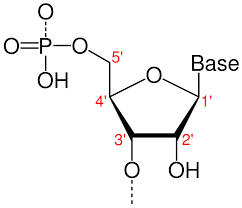 O
O=P O 5'
OH
O Base
4' 1'
3' 2'
O OH